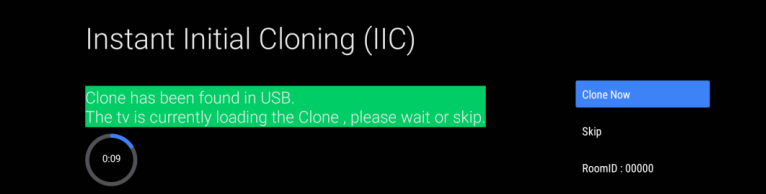 Instant Initial Cloning (IIC)
Clone has been found in USB.
The tv is currently loading the Clone , please wait or skip.
0:09
Clone Now
Skip
RoomID : 00000